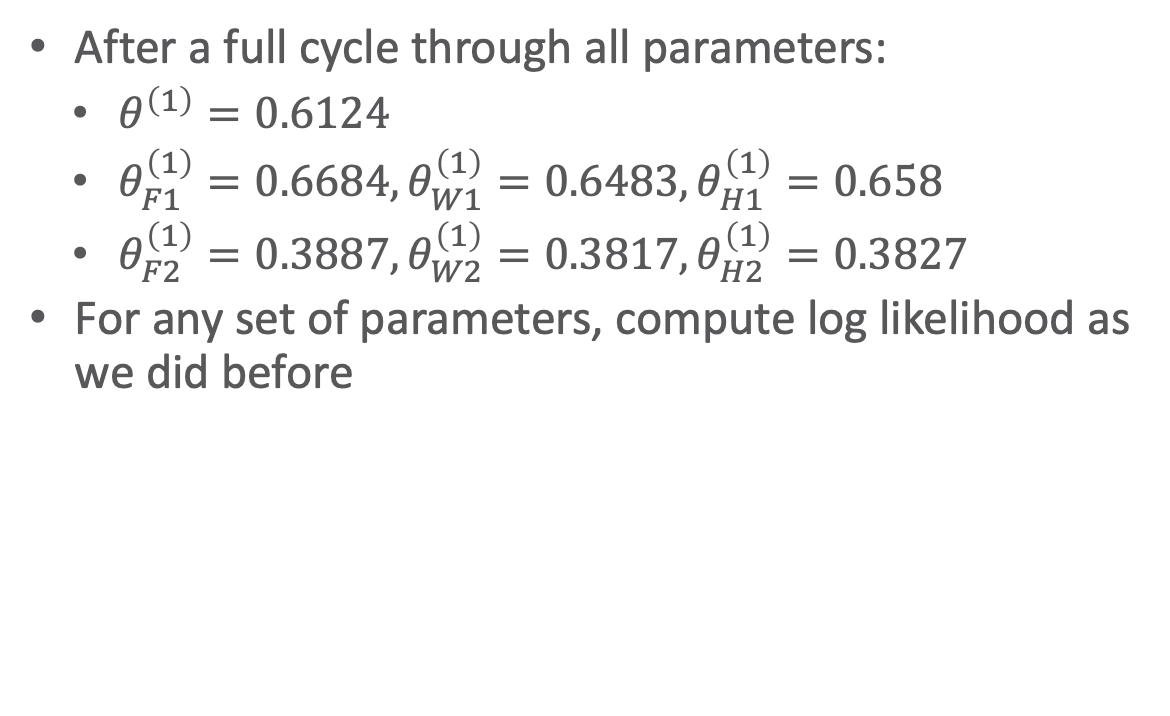 • After a full cycle through all parameters:
• θ^(1) = 0.6124
• θ_F1^(1) = 0.6684, θ_W1^(1) = 0.6483, θ_H1^(1) = 0.658
• θ_F2^(1) = 0.3887, θ_W2^(1) = 0.3817, θ_H2^(1) = 0.3827
• For any set of parameters, compute log likelihood as
we did before